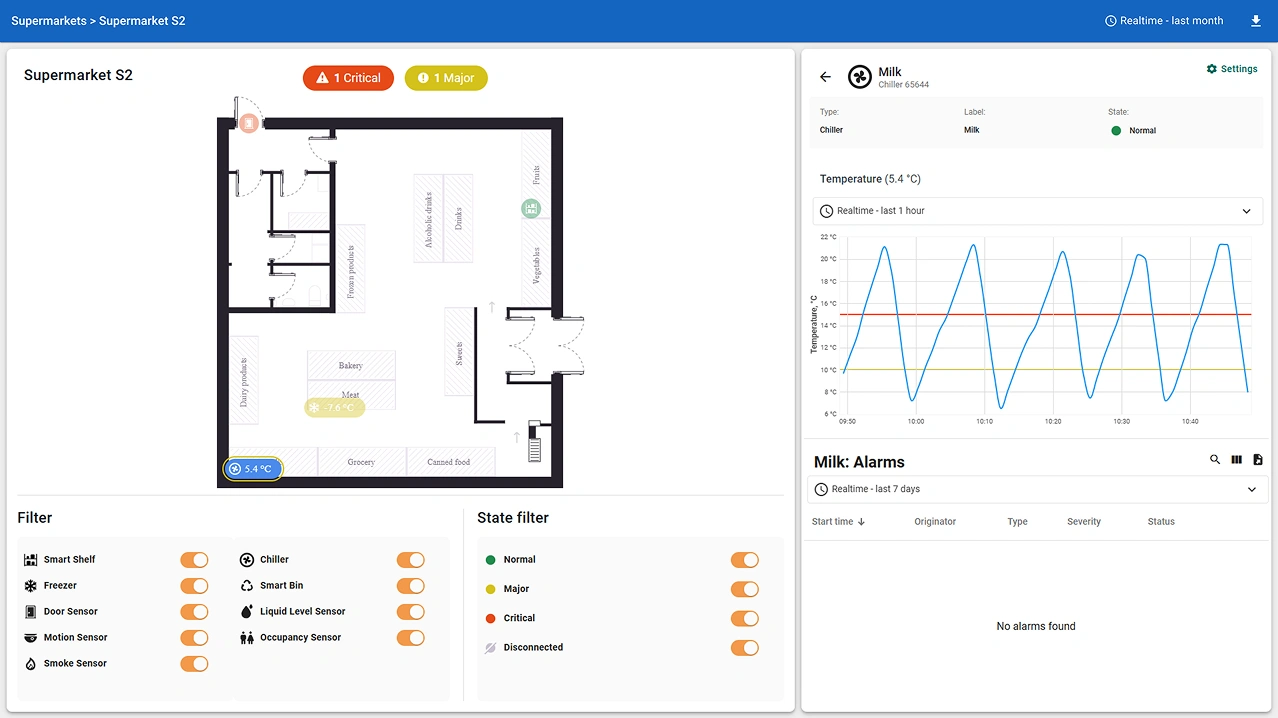 Supermarkets > Supermarket S2
Realtime - last month
Supermarket S2
1 Critical
1 Major
Fruits
Alcoholic drinks
Drinks
Vegetables
Frozen products
Sweets
Bakery
Meat
Dairy products
-7.6 °C
5.4 °C
Grocery
Canned food
Filter
Smart Shelf
Chiller
Freezer
Smart Bin
Door Sensor
Liquid Level Sensor
Motion Sensor
Occupancy Sensor
Smoke Sensor
State filter
Normal
Major
Critical
Disconnected
Milk
Chiller 65644
Settings
Type: Label: State:
Chiller Milk Normal
Temperature (5.4 °C)
Realtime - last 1 hour
Temperature, °C
22 °C
20 °C
18 °C
16 °C
14 °C
12 °C
10 °C
8 °C
6 °C
09:50 10:00 10:10 10:20 10:30 10:40
Milk: Alarms
Realtime - last 7 days
Start time Originator Type Severity Status
No alarms found